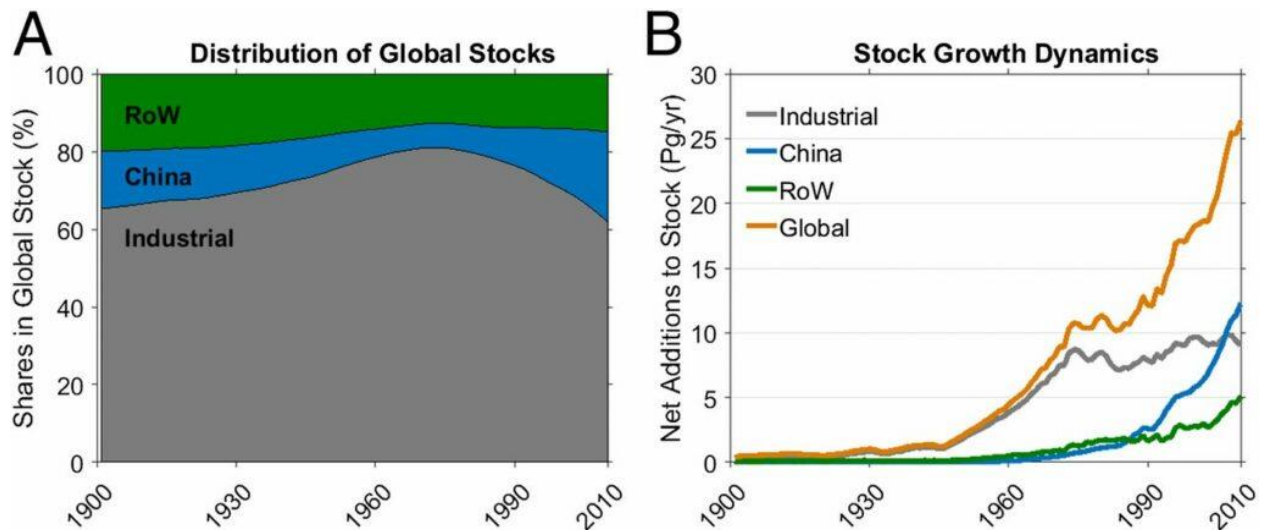 A
Distribution of Global Stocks
Shares in Global Stock (%)
100
80
60
40
20
0
RoW
China
Industrial
1900
1930
1960
1990
2010
B
Stock Growth Dynamics
Net Additions to Stock (Pg/yr)
30
25
20
15
10
5
0
Industrial
China
RoW
Global
1900
1930
1960
1990
2010